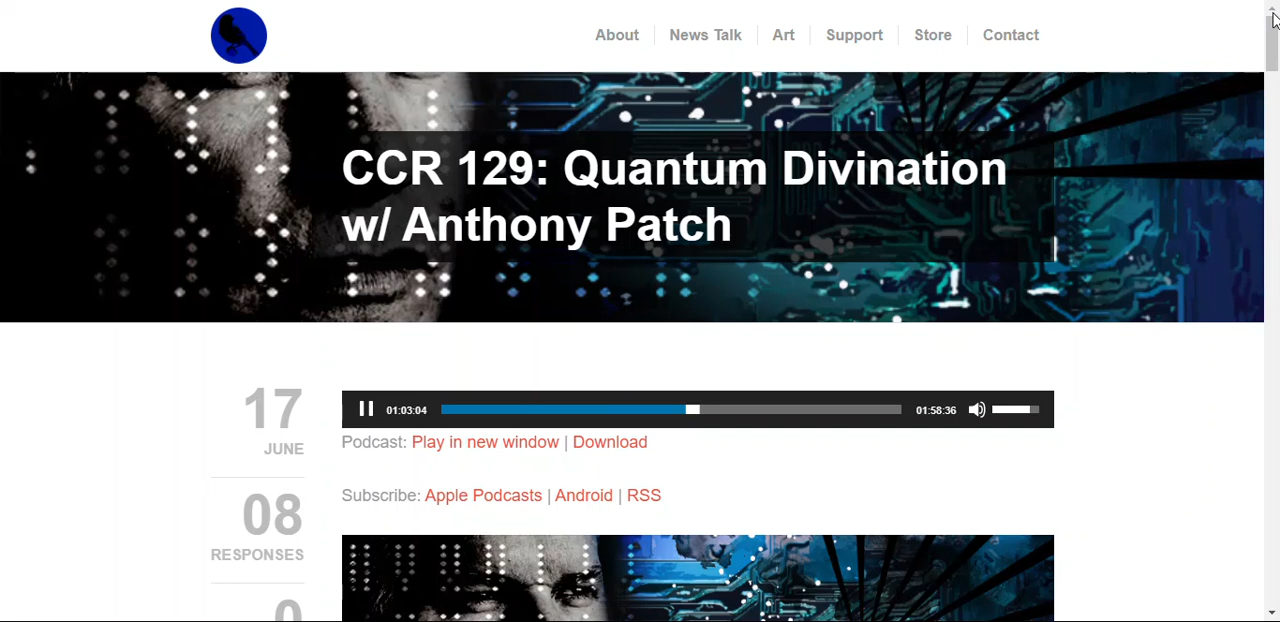 About
News Talk
Art
Support
Store
Contact
CCR 129: Quantum Divination
w/ Anthony Patch
17
JUNE
01:03:04
01:58:36
Podcast: Play in new window | Download
Subscribe: Apple Podcasts | Android | RSS
08
RESPONSES
0